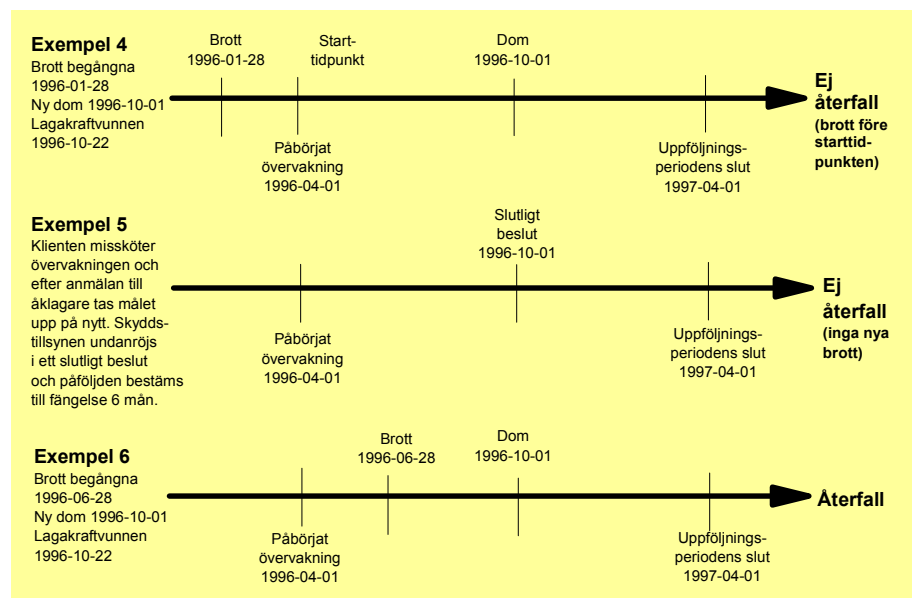 Exempel 4
Brott begångna
1996-01-28
Ny dom 1996-10-01
Lagakraftvunnen
1996-10-22
Brott
1996-01-28
Start-
tidpunkt
Dom
1996-10-01
Påbörjat
övervakning
1996-04-01
Uppföljnings-
periodens slut
1997-04-01
Ej
återfall
(brott före
starttid-
punkten)
Exempel 5
Klienten missköter
övervakningen och
efter anmälan till
åklagare tas målet
upp på nytt. Skydds-
tillsynen undanröjs
i ett slutligt beslut
och påföljden bestäms
till fängelse 6 mån.
Slutligt
beslut
1996-10-01
Påbörjat
övervakning
1996-04-01
Uppföljnings-
periodens slut
1997-04-01
Ej
återfall
(inga nya
brott)
Exempel 6
Brott begångna
1996-06-28
Ny dom 1996-10-01
Lagakraftvunnen
1996-10-22
Brott
1996-06-28
Dom
1996-10-01
Påbörjat
övervakning
1996-04-01
Uppföljnings-
periodens slut
1997-04-01
Återfall